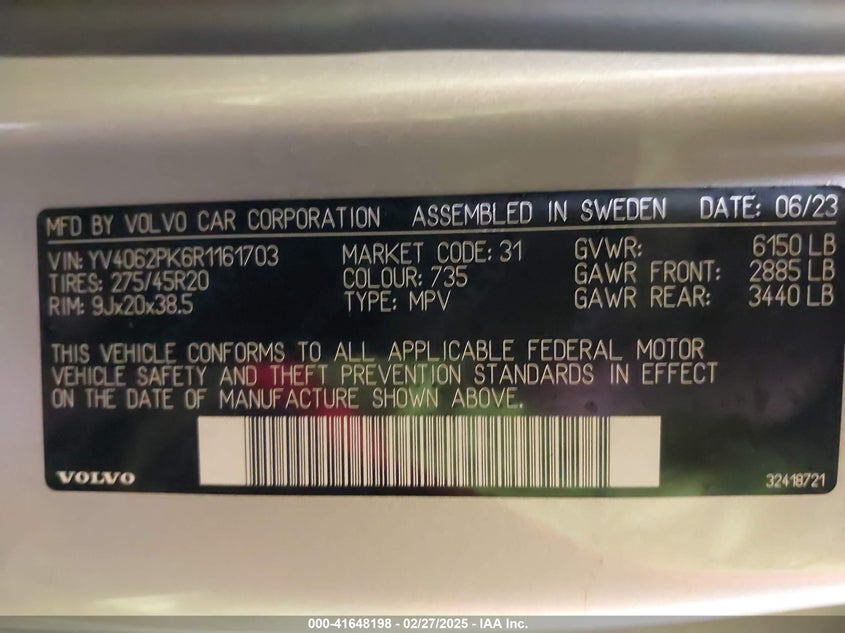 MFD BY VOLVO CAR CORPORATION ASSEMBLED IN SWEDEN DATE: 06/23
VIN: YV4062PK6R1161703 MARKET CODE: 31 GVWR: 6150 LB
TIRES: 275/45R20 COLOUR: 735 GAWR FRONT: 2885 LB
RIM: 9Jx20x38.5 TYPE: MPV GAWR REAR: 3440 LB
THIS VEHICLE CONFORMS TO ALL APPLICABLE FEDERAL MOTOR
VEHICLE SAFETY AND THEFT PREVENTION STANDARDS IN EFFECT
ON THE DATE OF MANUFACTURE SHOWN ABOVE.
VOLVO 32418721
000-41648198 - 02/27/2025 - IAA Inc.